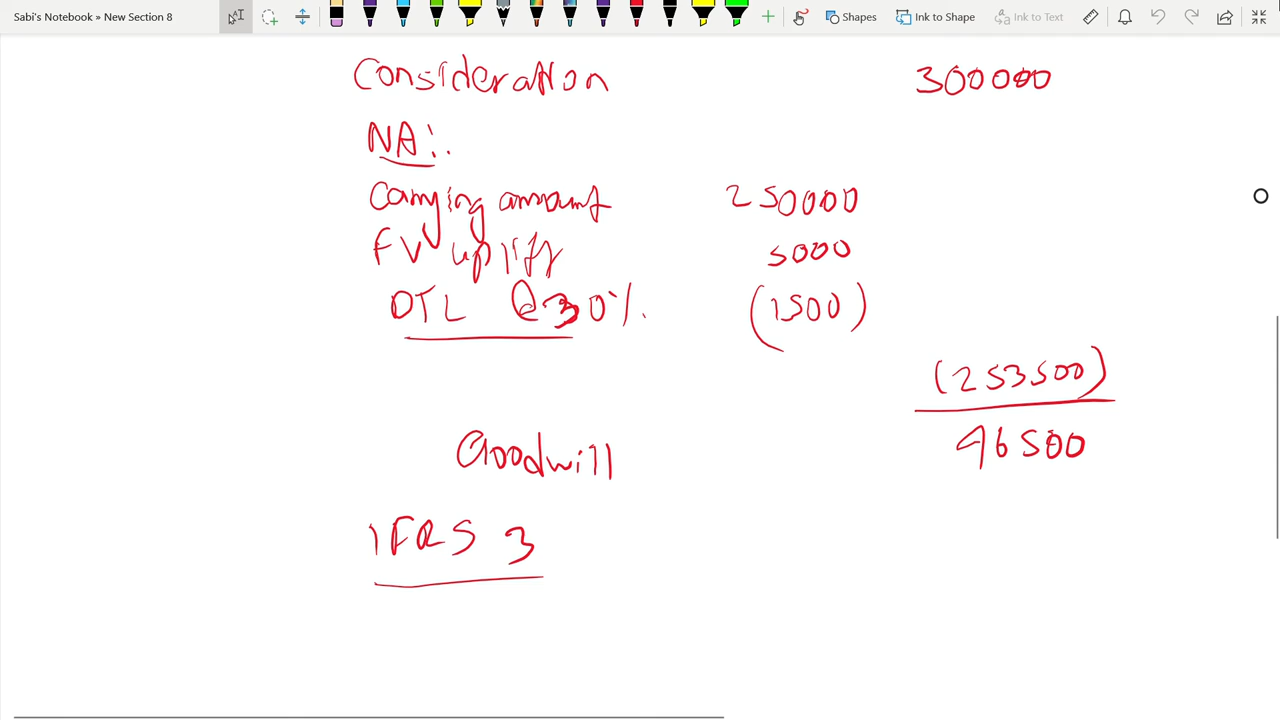 Sabi's Notebook » New Section 8 Shapes Ink to Shape Ink to Text
Consideration 300000
NA:.
Carrying amount 250000
FV uplift 5000
DTL @30%. (1500)
(253500)
Goodwill 46500
IFRS 3